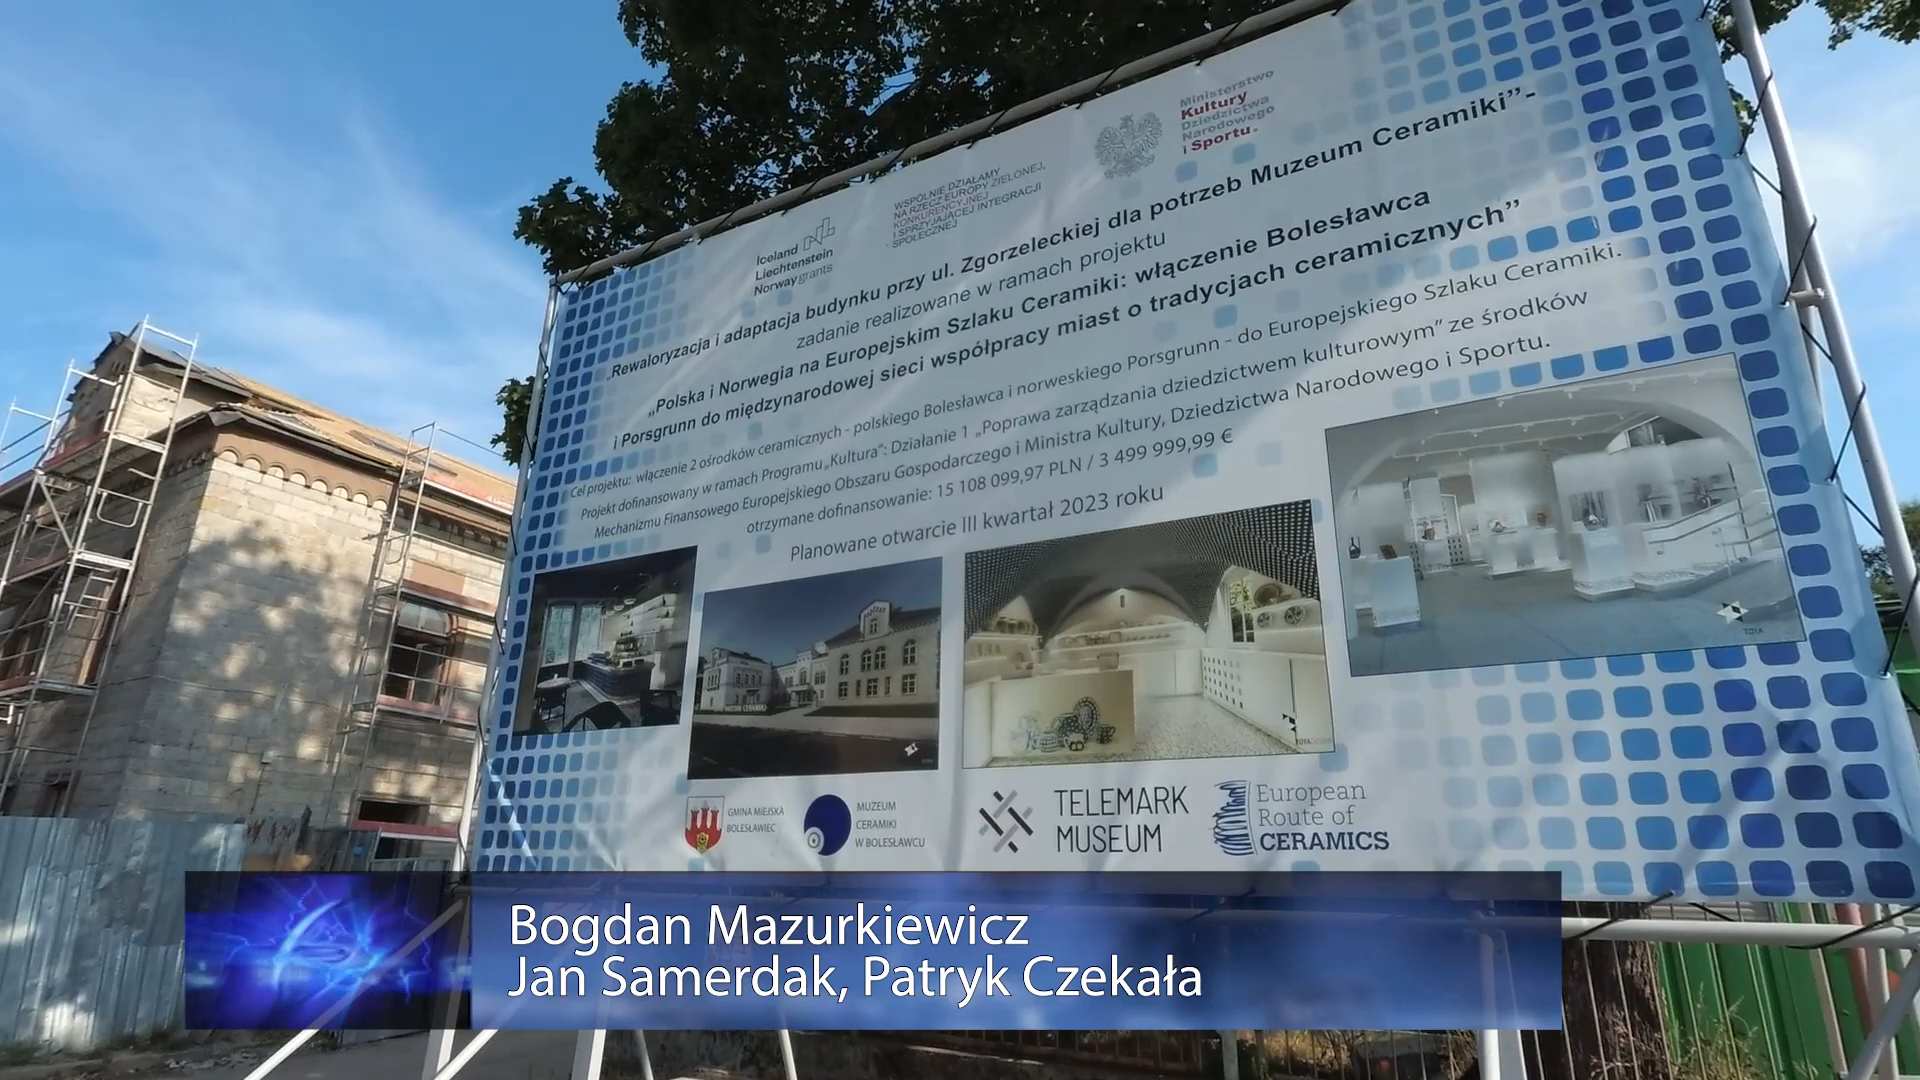 Iceland
Liechtenstein
Norway grants
WSPÓLNIE DZIAŁAMY
NA RZECZ EUROPY ZIELONEJ,
KONKURENCYJNEJ
I SPRZYJAJĄCEJ INTEGRACJI
SPOŁECZNEJ
Ministerstwo
Kultury
Dziedzictwa
Narodowego
i Sportu.
„Rewaloryzacja i adaptacja budynku przy ul. Zgorzeleckiej dla potrzeb Muzeum Ceramiki”-
zadanie realizowane w ramach projektu
„Polska i Norwegia na Europejskim Szlaku Ceramiki: włączenie Bolesławca
i Porsgrunn do międzynarodowej sieci współpracy miast o tradycjach ceramicznych”
Cel projektu: włączenie 2 ośrodków ceramicznych - polskiego Bolesławca i norweskiego Porsgrunn - do Europejskiego Szlaku Ceramiki.
Projekt dofinansowany w ramach Programu „Kultura”: Działanie 1 „Poprawa zarządzania dziedzictwem kulturowym” ze środków
Mechanizmu Finansowego Europejskiego Obszaru Gospodarczego i Ministra Kultury, Dziedzictwa Narodowego i Sportu.
otrzymane dofinansowanie: 15 108 099,97 PLN / 3 499 999,99 €
Planowane otwarcie III kwartał 2023 roku
MUZEUM CERAMIKI
TOYA
GMINA MIEJSKA
BOLESŁAWIEC
MUZEUM
CERAMIKI
W BOLESŁAWCU
TELEMARK
MUSEUM
European
Route of
CERAMICS
Bogdan Mazurkiewicz
Jan Samerdak, Patryk Czekała